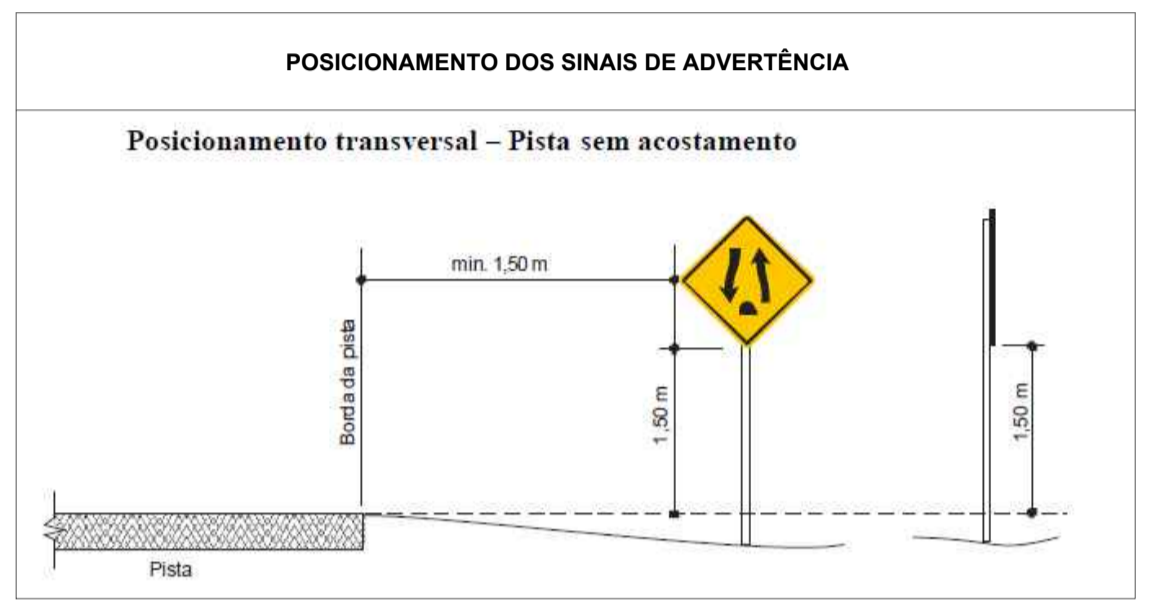 POSICIONAMENTO DOS SINAIS DE ADVERTÊNCIA
Posicionamento transversal – Pista sem acostamento
min. 1,50 m
Borda da pista
1,50 m
1,50 m
Pista